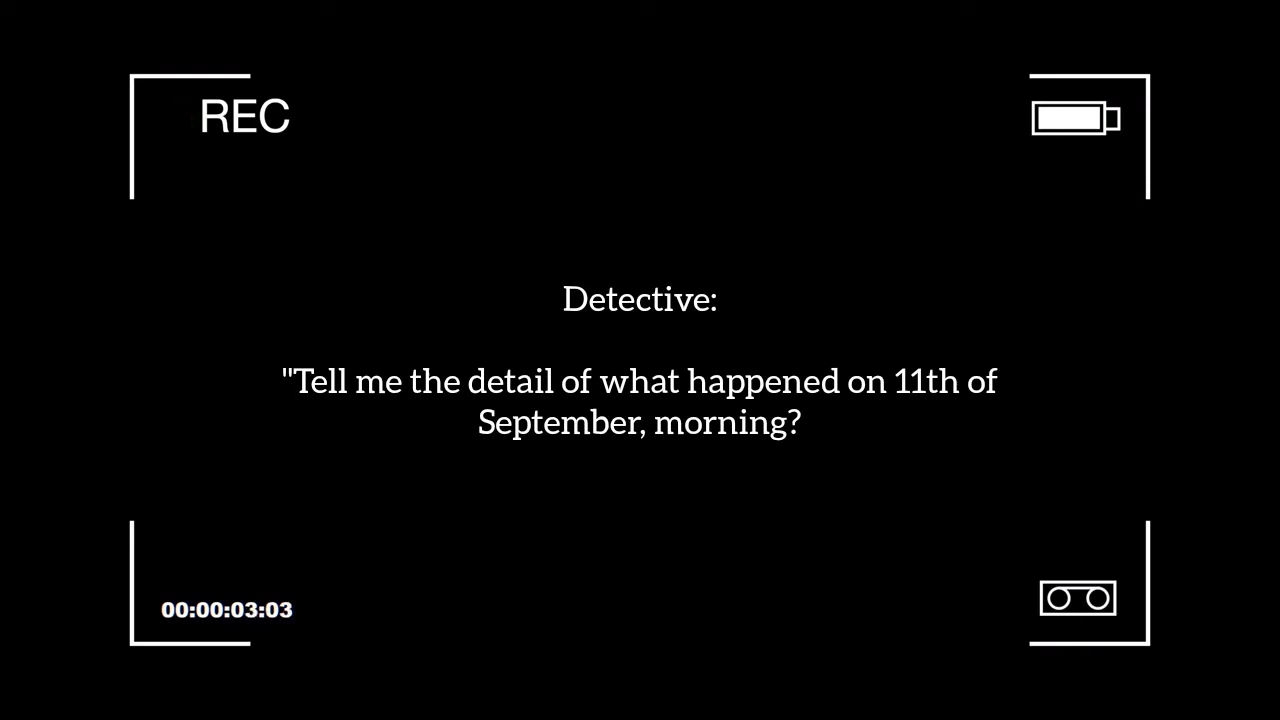 REC
Detective:
"Tell me the detail of what happened on 11th of
September, morning?
00:00:03:03